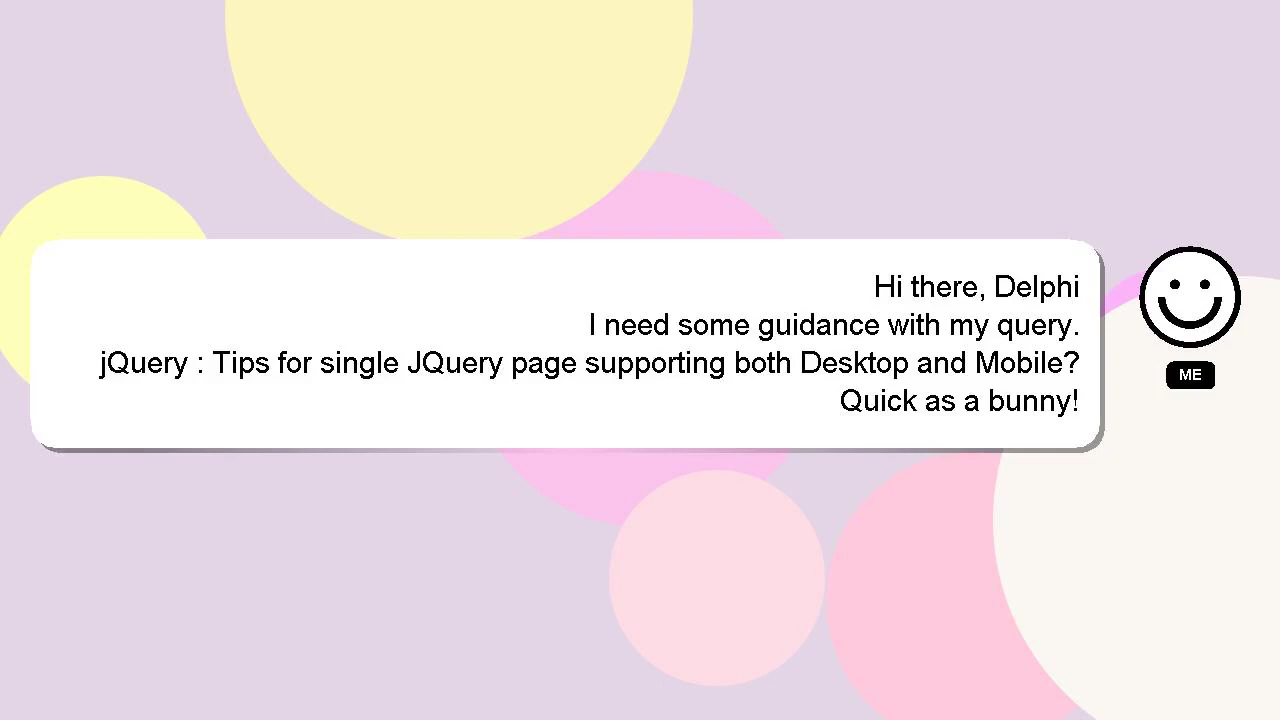 Hi there, Delphi
I need some guidance with my query.
jQuery : Tips for single JQuery page supporting both Desktop and Mobile?
Quick as a bunny!
ME